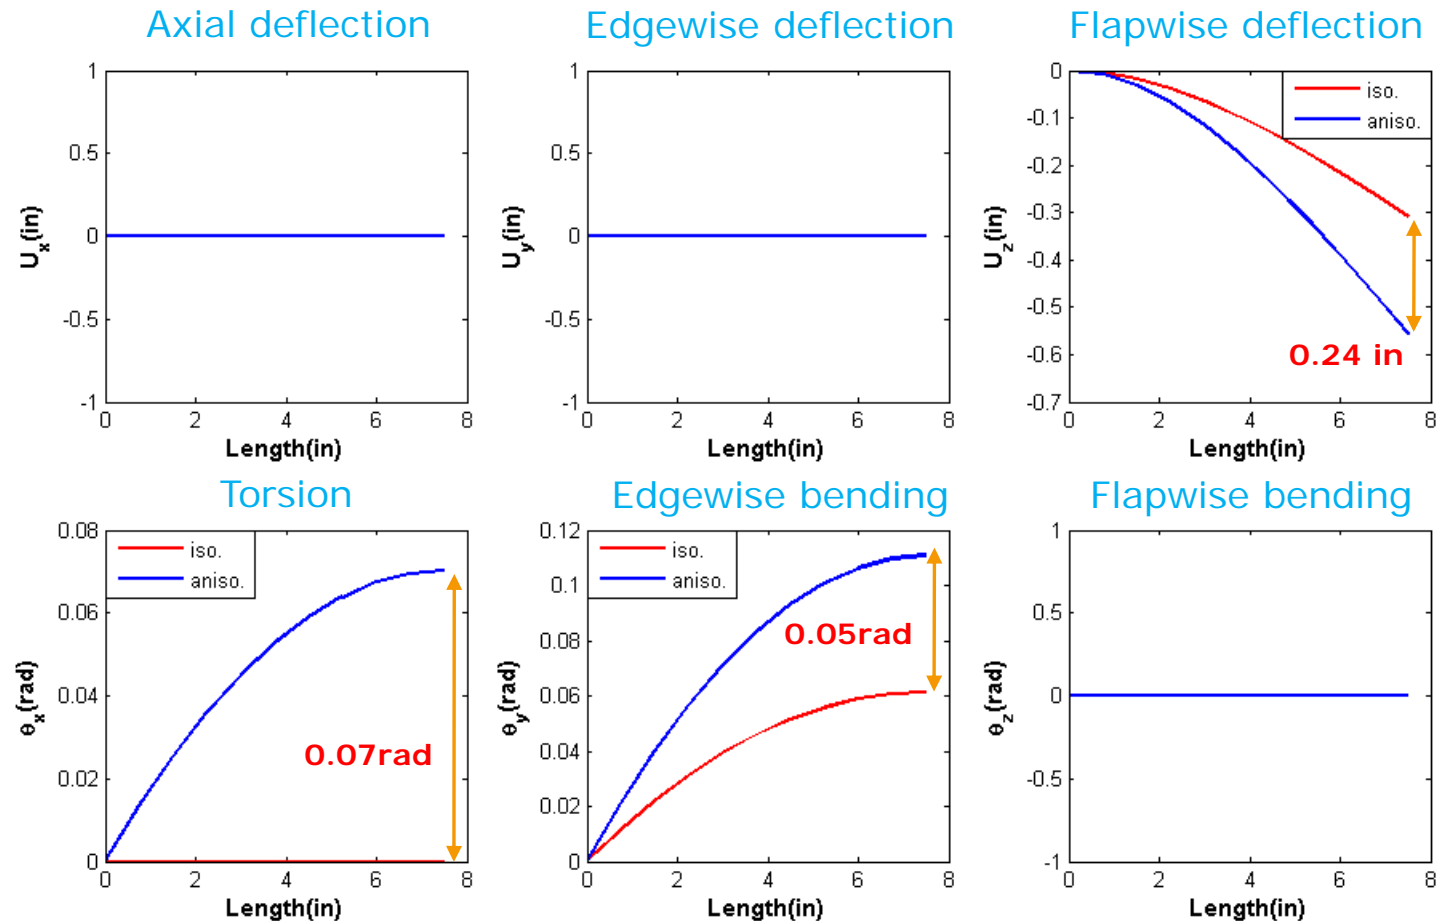 Axial deflection
1
0.5
0
-0.5
-1
0 2 4 6 8
U_x(in)
Length(in)
Edgewise deflection
1
0.5
0
-0.5
-1
0 2 4 6 8
U_y(in)
Length(in)
Flapwise deflection
0
-0.1
-0.2
-0.3
-0.4
-0.5
-0.6
-0.7
0 2 4 6 8
U_z(in)
Length(in)
iso.
aniso.
0.24 in
Torsion
0.08
0.06
0.04
0.02
0
0 2 4 6 8
θ_x(rad)
Length(in)
iso.
aniso.
0.07rad
Edgewise bending
0.12
0.1
0.08
0.06
0.04
0.02
0
0 2 4 6 8
θ_y(rad)
Length(in)
iso.
aniso.
0.05rad
Flapwise bending
1
0.5
0
-0.5
-1
0 2 4 6 8
θ_z(rad)
Length(in)